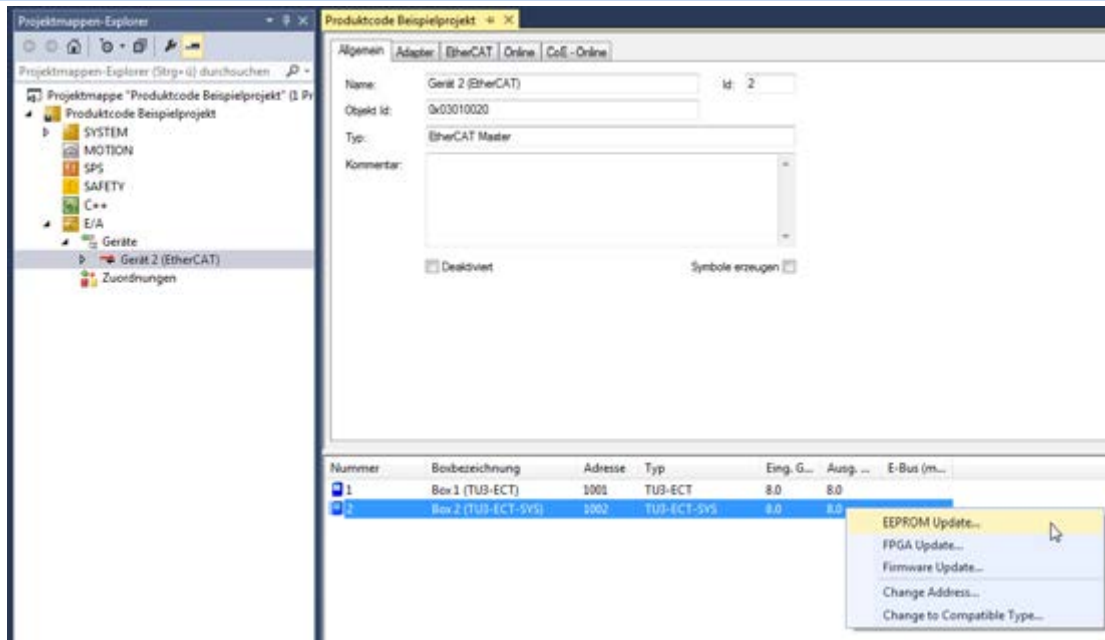 Projektmappen-Explorer
Projektmappen-Explorer (Strg+ü) durchsuchen
Projektmappe "Produktcode Beispielprojekt" (1 Pr
Produktcode Beispielprojekt
SYSTEM
MOTION
SPS
SAFETY
C++
E/A
Geräte
Gerät 2 (EtherCAT)
Zuordnungen
Produktcode Beispielprojekt
Allgemein Adapter EtherCAT Online CoE - Online
Name: Gerät 2 (EtherCAT) Id: 2
Objekt Id: 0x03010020
Typ: EtherCAT Master
Kommentar:
Deaktiviert Symbole erzeugen
Nummer Boxbezeichnung Adresse Typ Eing. G... Ausg. ... E-Bus (m...
1 Box 1 (TU3-ECT) 1001 TU3-ECT 8.0 8.0
2 Box 2 (TU3-ECT-SYS) 1002 TU3-ECT-SYS 8.0 8.0
EEPROM Update...
FPGA Update...
Firmware Update...
Change Address...
Change to Compatible Type...